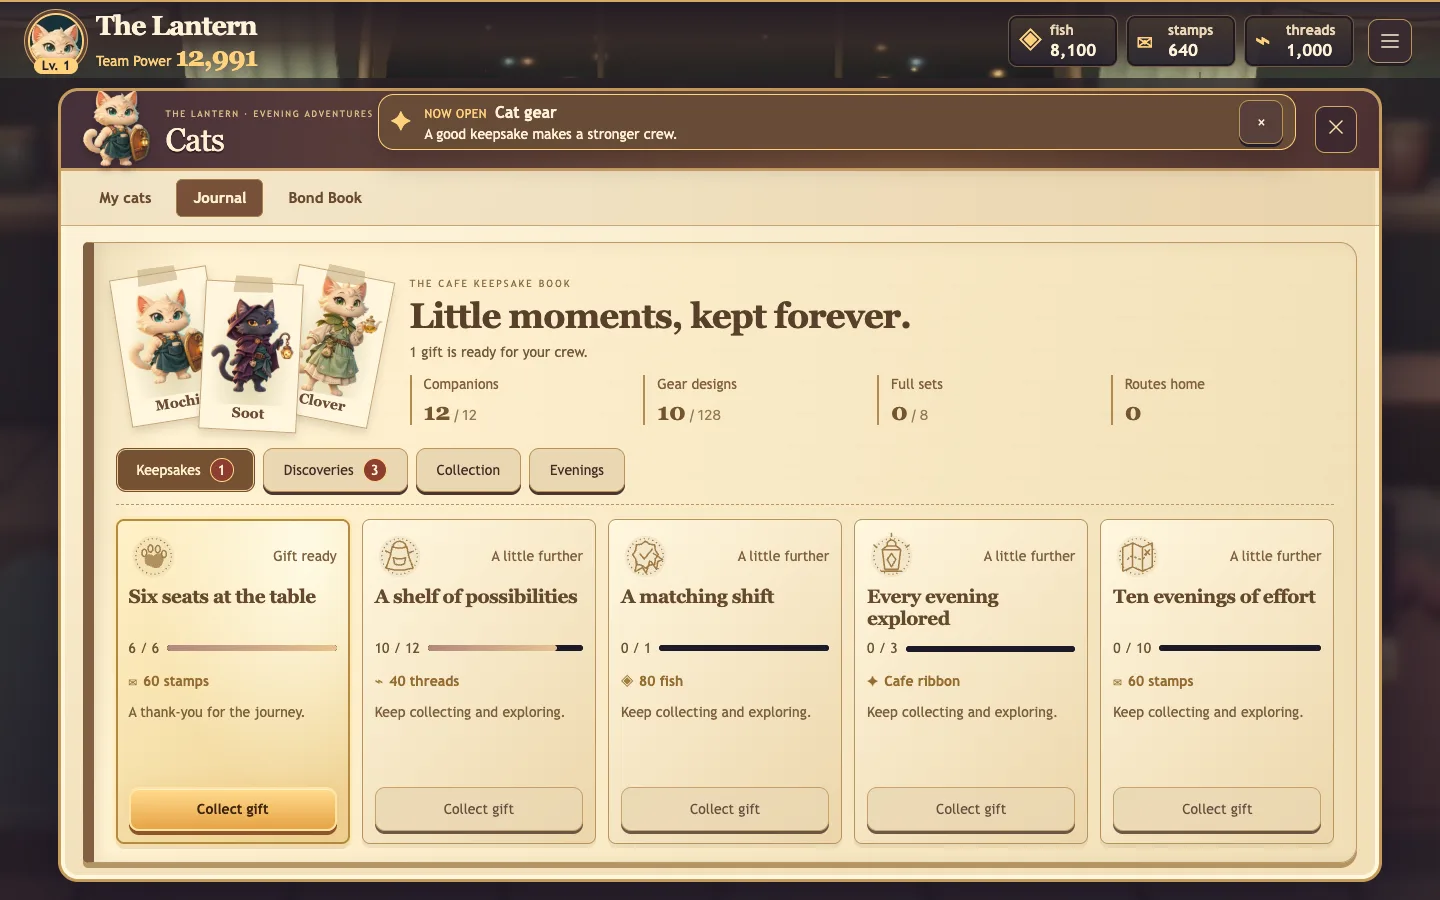 The Lantern
Team Power 12,991
Lv. 1
fish
8,100
stamps
640
threads
1,000
THE LANTERN · EVENING ADVENTURES
Cats
NOW OPEN Cat gear
A good keepsake makes a stronger crew.
×
My cats
Journal
Bond Book
Mochi
Soot
Clover
THE CAFE KEEPSAKE BOOK
Little moments, kept forever.
1 gift is ready for your crew.
Companions
12 / 12
Gear designs
10 / 128
Full sets
0 / 8
Routes home
0
Keepsakes 1
Discoveries 3
Collection
Evenings
Gift ready
Six seats at the table
6 / 6
60 stamps
A thank-you for the journey.
Collect gift
A little further
A shelf of possibilities
10 / 12
40 threads
Keep collecting and exploring.
Collect gift
A little further
A matching shift
0 / 1
80 fish
Keep collecting and exploring.
Collect gift
A little further
Every evening
explored
0 / 3
Cafe ribbon
Keep collecting and exploring.
Collect gift
A little further
Ten evenings of effort
0 / 10
60 stamps
Keep collecting and exploring.
Collect gift